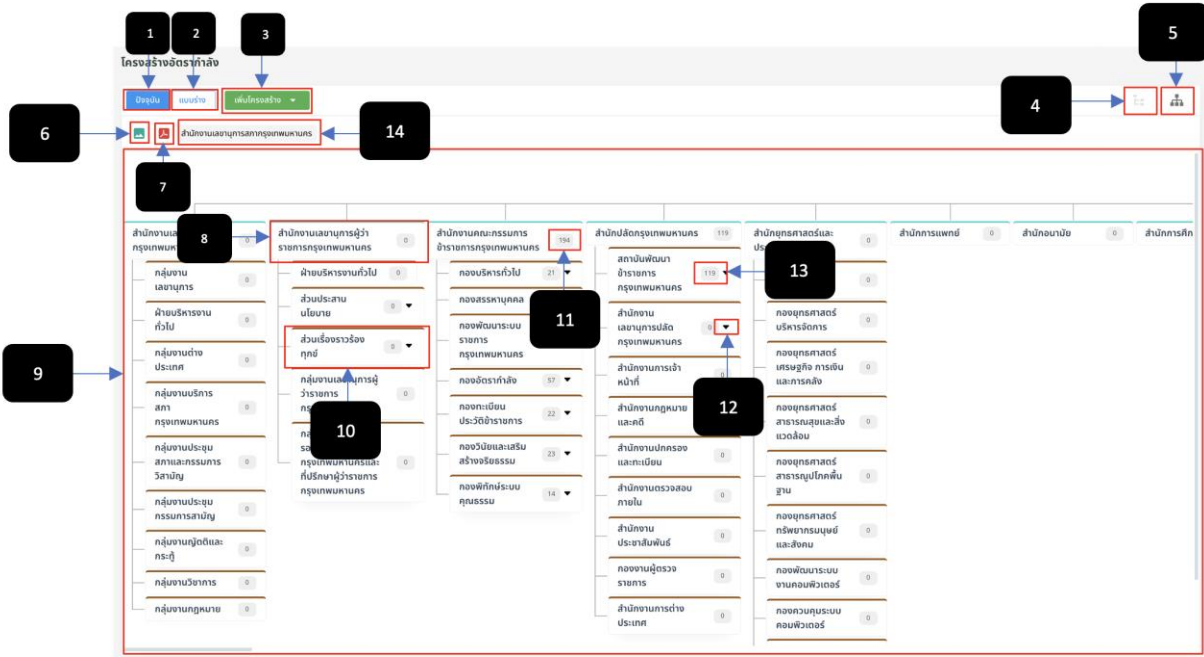 1
2
3
5
โครงสร้างอัตรากำลัง
ปัจจุบัน
แบบร่าง
เพิ่มโครงสร้าง
4
6
สำนักงานเลขานุการสภากรุงเทพมหานคร
14
7
8
สำนักงานเล
กรุงเทพมห
0
กลุ่มงาน
เลขานุการ
0
ฝ่ายบริหารงาน
ทั่วไป
0
กลุ่มงานต่าง
ประเทศ
0
กลุ่มงานบริการ
สภา
กรุงเทพมหานคร
0
กลุ่มงานประชุม
สภาและกรรมการ
วิสามัญ
0
กลุ่มงานประชุม
กรรมการสามัญ
0
กลุ่มงานญัตติและ
กระทู้
0
กลุ่มงานวิชาการ
0
กลุ่มงานกฎหมาย
0
สำนักงานเลขานุการผู้ว่า
ราชการกรุงเทพมหานคร
0
ฝ่ายบริหารงานทั่วไป
0
ส่วนประสาน
นโยบาย
0
ส่วนเรื่องราวร้อง
ทุกข์
0
กลุ่มงานเลขานุการผู้
ว่าราชการ
0
10
กรุงเทพมหานครและ
ที่ปรึกษาผู้ว่าราชการ
กรุงเทพมหานคร
0
สำนักงานคณะกรรมการ
ข้าราชการกรุงเทพมหานคร
194
กองบริหารทั่วไป
21
กองสรรหาบุคคล
11
กองพัฒนาระบบ
ราชการ
กรุงเทพมหานคร
กองอัตรากำลัง
57
กองทะเบียน
ประวัติข้าราชการ
22
กองวินัยและเสริม
สร้างจริยธรรม
23
กองพิทักษ์ระบบ
คุณธรรม
14
สำนักปลัดกรุงเทพมหานคร
119
สถาบันพัฒนา
ข้าราชการ
กรุงเทพมหานคร
119
13
สำนักงาน
เลขานุการปลัด
กรุงเทพมหานคร
0
สำนักงานการเจ้า
หน้าที่
0
12
สำนักงานกฎหมาย
และคดี
สำนักงานปกครอง
และทะเบียน
0
สำนักงานตรวจสอบ
ภายใน
0
สำนักงาน
ประชาสัมพันธ์
0
กองงานผู้ตรวจ
ราชการ
0
สำนักงานการต่าง
ประเทศ
0
สำนักยุทธศาสตร์และ
0
0
กองยุทธศาสตร์
บริหารจัดการ
0
กองยุทธศาสตร์
เศรษฐกิจ การเงิน
และการคลัง
0
กองยุทธศาสตร์
สาธารณสุขและสิ่ง
แวดล้อม
0
กองยุทธศาสตร์
สาธารณูปโภคพื้น
ฐาน
0
กองยุทธศาสตร์
ทรัพยากรมนุษย์
และสังคม
0
กองพัฒนาระบบ
งานคอมพิวเตอร์
0
กองควบคุมระบบ
คอมพิวเตอร์
0
สำนักการแพทย์
0
สำนักอนามัย
0
สำนักการศึก
9